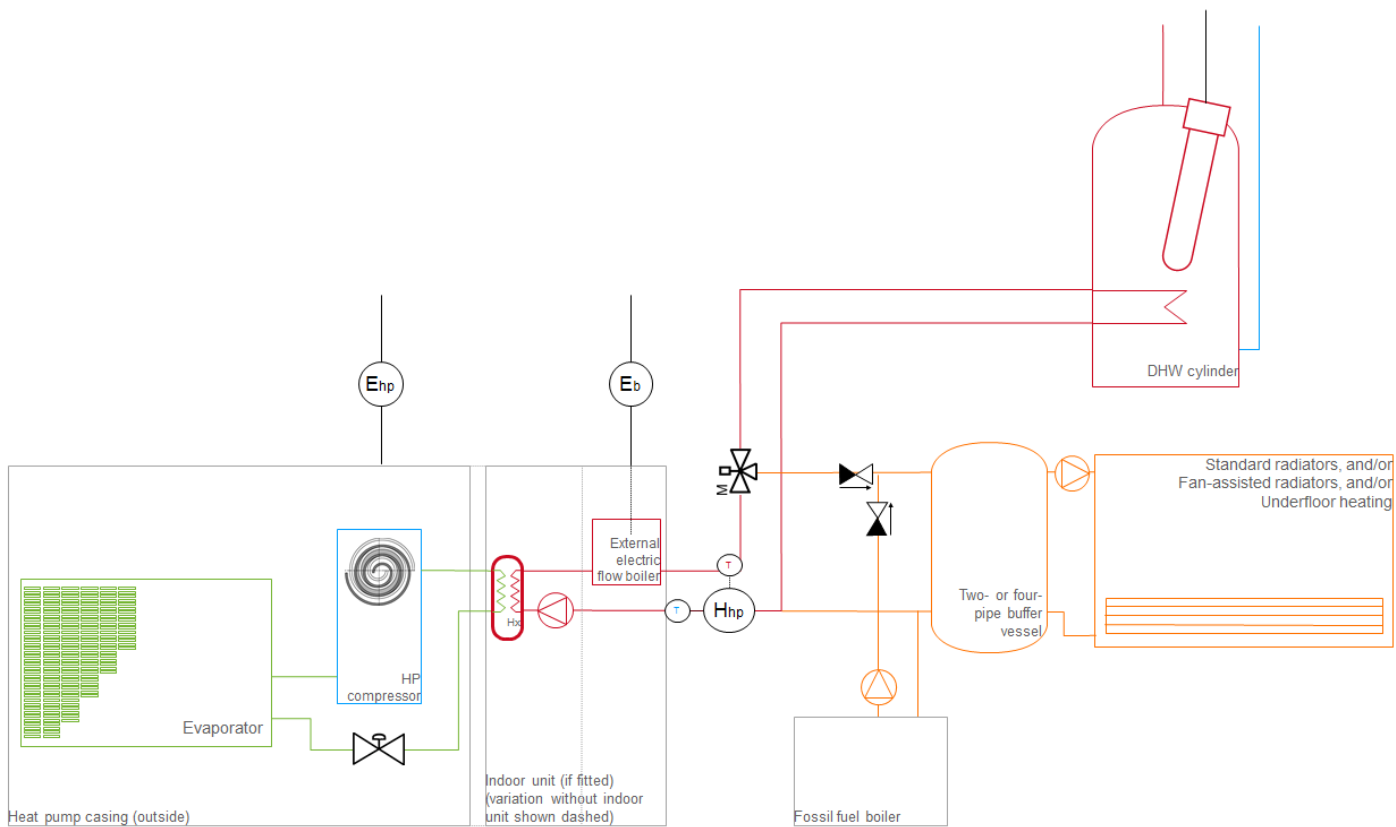 Ehp
Eb
DHW cylinder
M
Standard radiators, and/or
Fan-assisted radiators, and/or
Underfloor heating
External
electric
flow boiler
T
T
Hhp
Hx
Two- or four-
pipe buffer
vessel
HP
compressor
Evaporator
Indoor unit (if fitted)
(variation without indoor
unit shown dashed)
Heat pump casing (outside)
Fossil fuel boiler